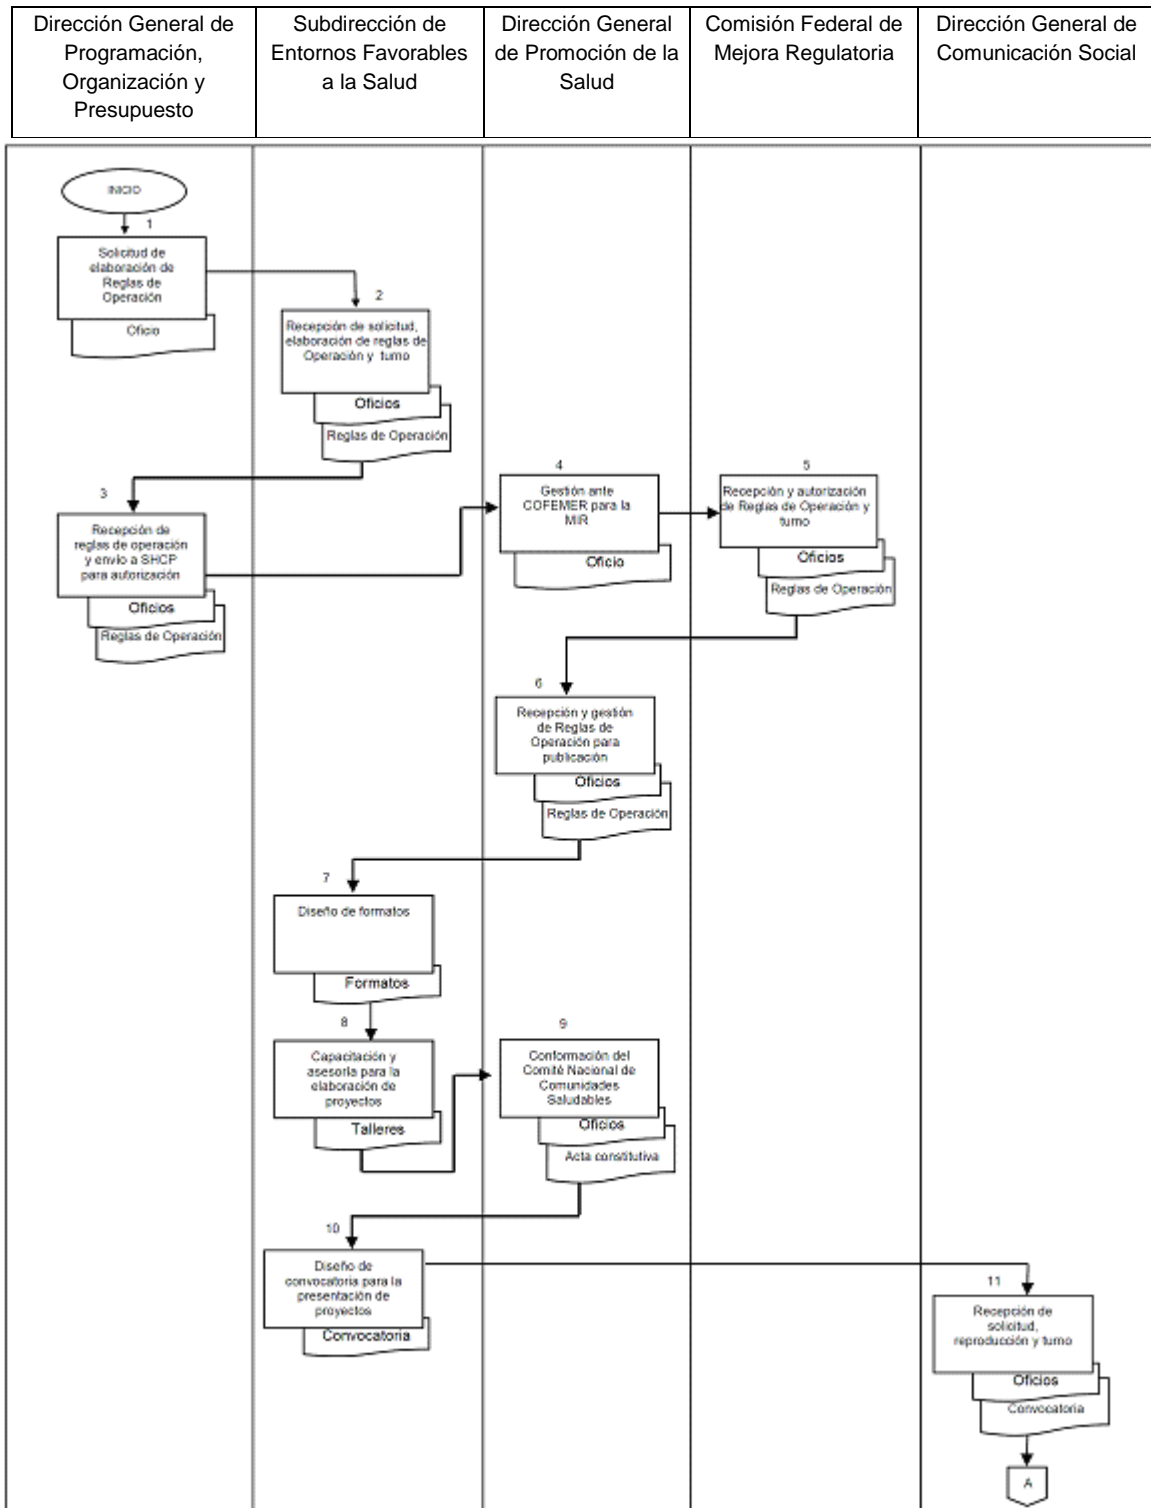 Dirección General de
Programación,
Organización y
Presupuesto
Subdirección de
Entornos Favorables
a la Salud
Dirección General
de Promoción de la
Salud
Comisión Federal de
Mejora Regulatoria
Dirección General de
Comunicación Social
INICIO
1
Solicitud de
elaboración de
Reglas de
Operación
Oficio
2
Recepción de solicitud,
elaboración de reglas de
Operación y turno
Oficios
Reglas de Operación
3
Recepción de
reglas de operación
y envío a SHCP
para autorización
Oficios
Reglas de Operación
4
Gestión ante
COFEMER para la
MIR
Oficio
5
Recepción y autorización
de Reglas de Operación y
turno
Oficios
Reglas de Operación
6
Recepción y gestión
de Reglas de
Operación para
publicación
Oficios
Reglas de Operación
7
Diseño de formatos
Formatos
8
Capacitación y
asesoría para la
elaboración de
proyectos
Talleres
9
Conformación del
Comité Nacional de
Comunidades
Saludables
Oficios
Acta constitutiva
10
Diseño de
convocatoria para la
presentación de
proyectos
Convocatoria
11
Recepción de
solicitud,
reproducción y turno
Oficios
Convocatoria
A